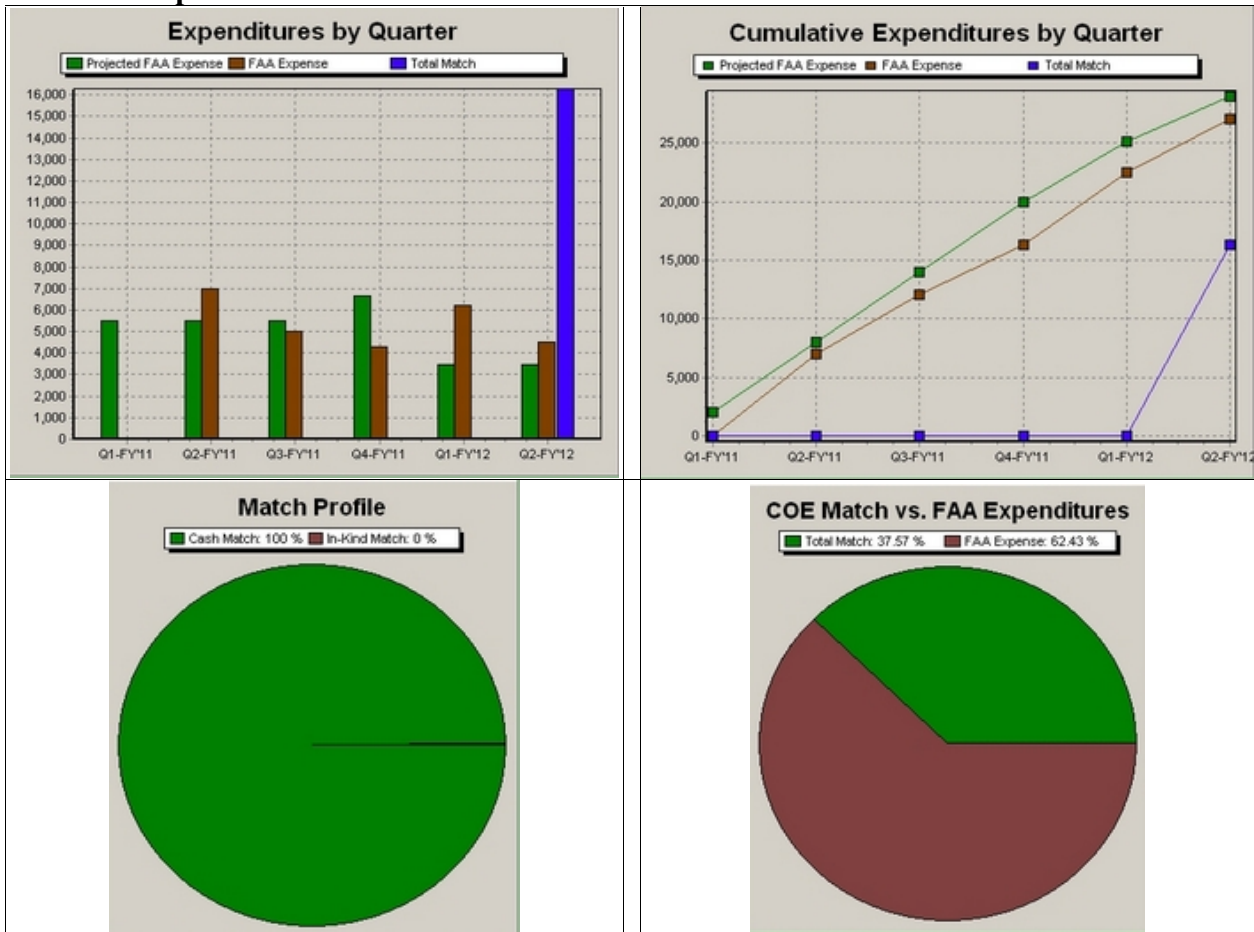 Expenditures by Quarter
Projected FAA Expense FAA Expense Total Match
16,000
15,000
14,000
13,000
12,000
11,000
10,000
9,000
8,000
7,000
6,000
5,000
4,000
3,000
2,000
1,000
0
Q1-FY'11 Q2-FY'11 Q3-FY'11 Q4-FY'11 Q1-FY'12 Q2-FY'12
Cumulative Expenditures by Quarter
Projected FAA Expense FAA Expense Total Match
25,000
20,000
15,000
10,000
5,000
0
Q1-FY'11 Q2-FY'11 Q3-FY'11 Q4-FY'11 Q1-FY'12 Q2-FY'12
Match Profile
Cash Match: 100 % In-Kind Match: 0 %
COE Match vs. FAA Expenditures
Total Match: 37.57 % FAA Expense: 62.43 %